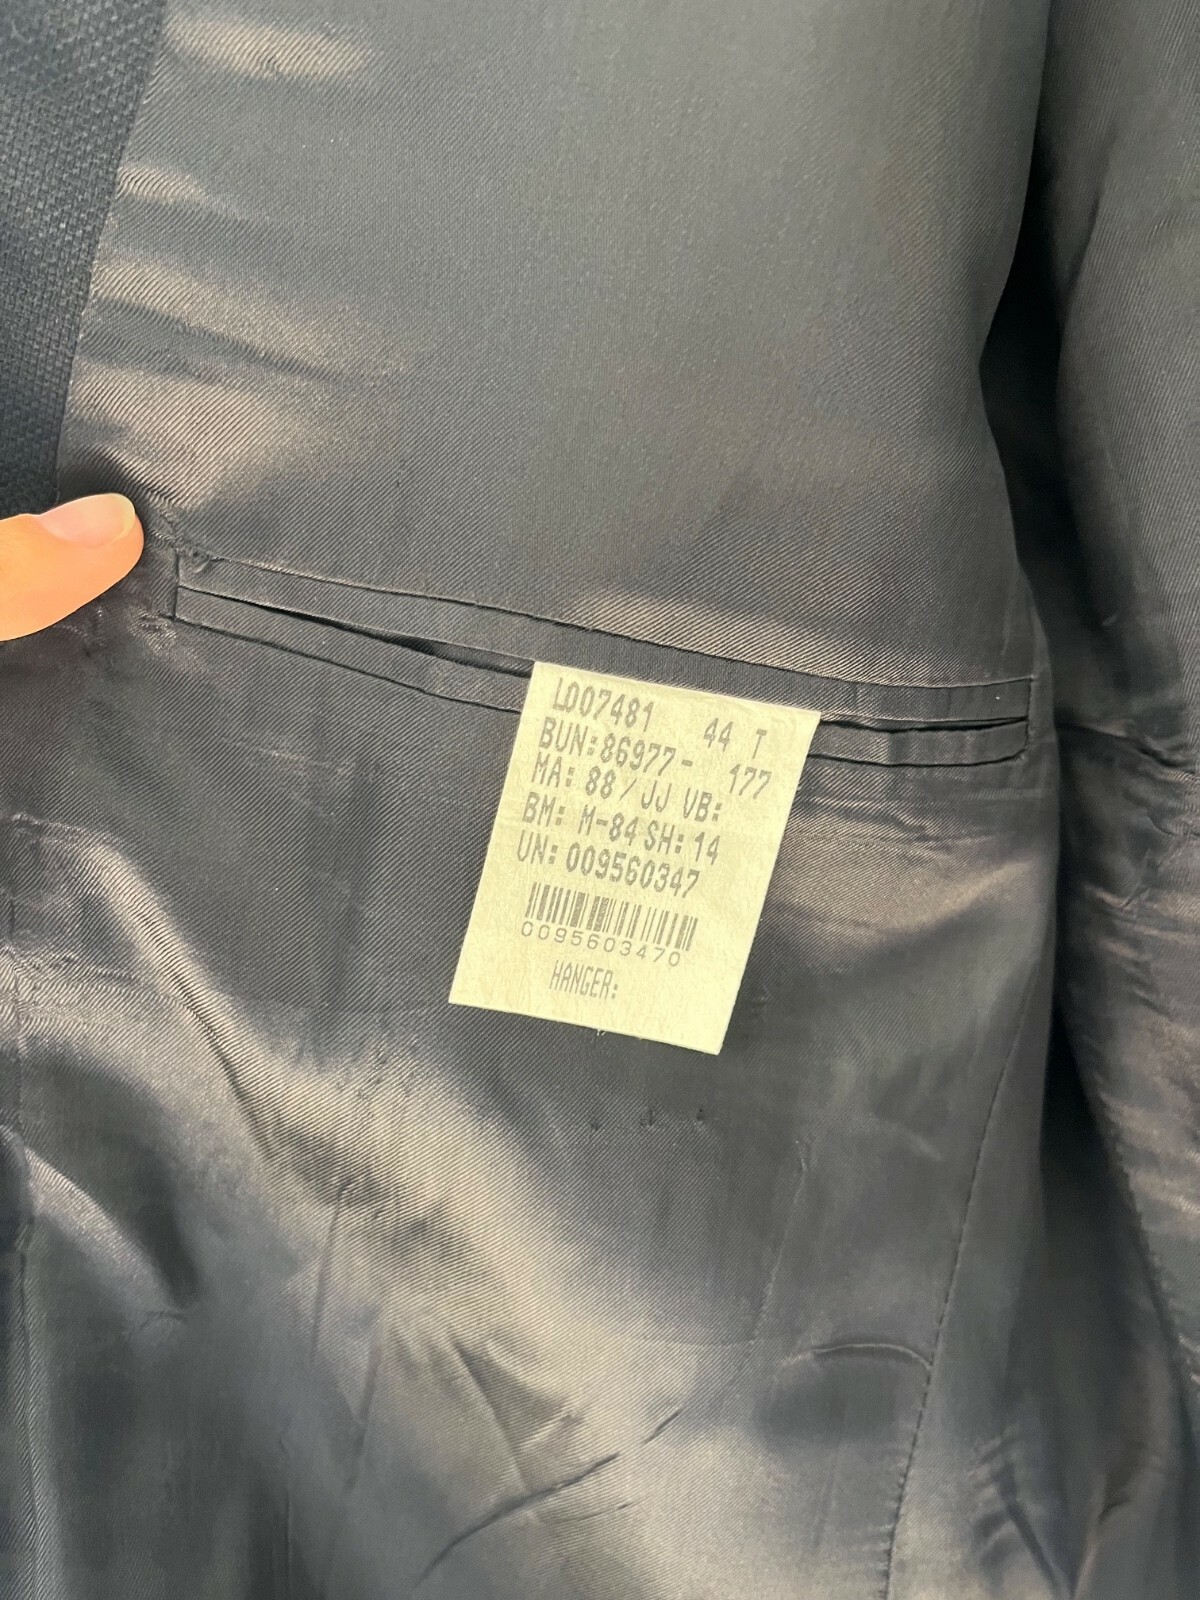 LD07481 44 T
BUN:86977- 177
MA: 88/JJ VB:
BM: M-84 SH:14
UN:009560347
0095603470
HANGER: